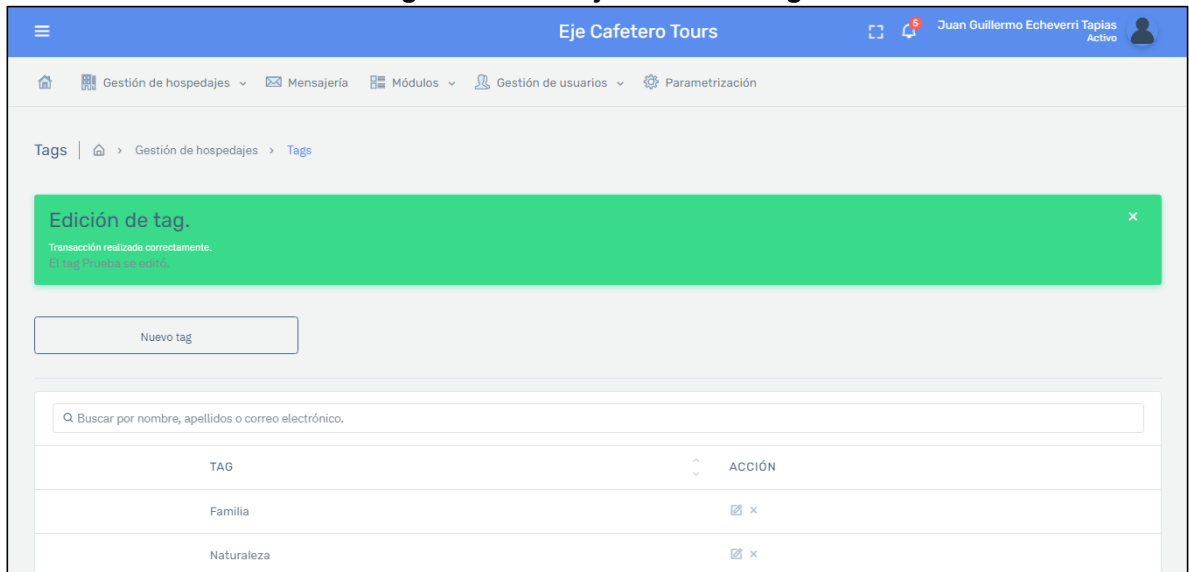 Eje Cafetero Tours
5
Juan Guillermo Echeverri Tapias
Activo
Gestión de hospedajes
Mensajería
Módulos
Gestión de usuarios
Parametrización
Tags
Gestión de hospedajes
Tags
Edición de tag.
Transacción realizada correctamente.
El tag Prueba se editó.
Nuevo tag
Buscar por nombre, apellidos o correo electrónico.
TAG
ACCIÓN
Familia
Naturaleza